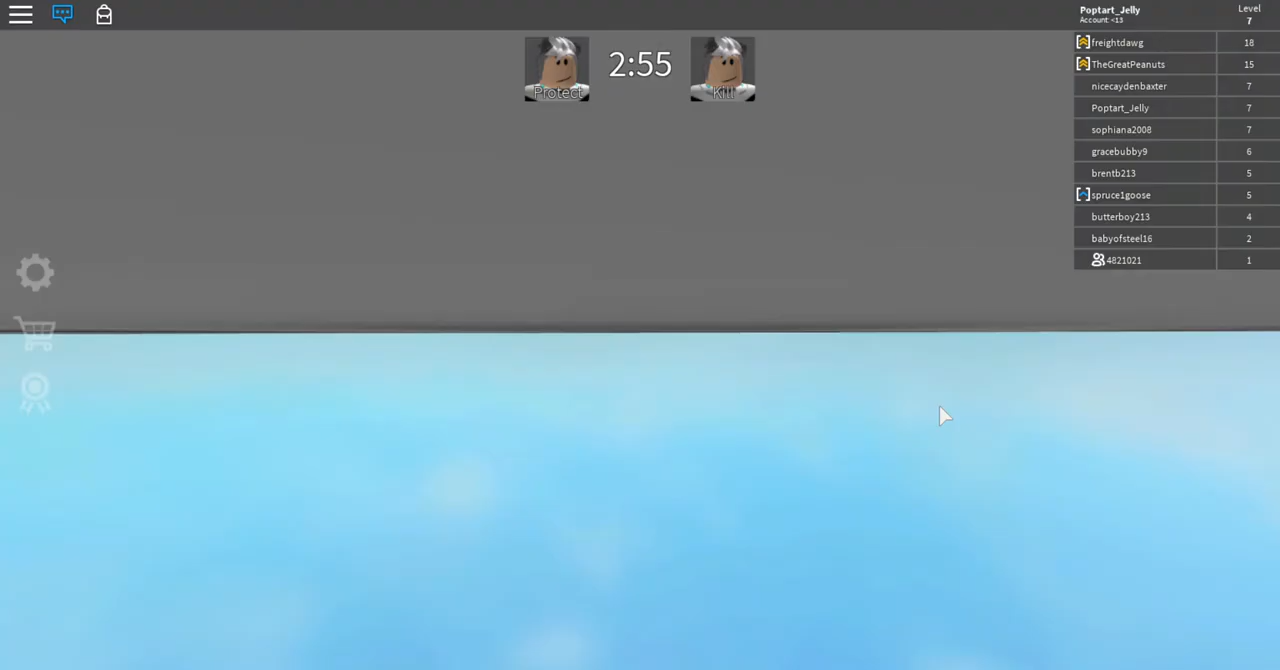 Poptart_Jelly
Account: <13
Level
7
Protect
2:55
Kill
freightdawg 18
TheGreatPeanuts 15
nicecaydenbaxter 7
Poptart_Jelly 7
sophiana2008 7
gracebubby9 6
brentb213 5
spruce1goose 5
butterboy213 4
babyofsteel16 2
4821021 1